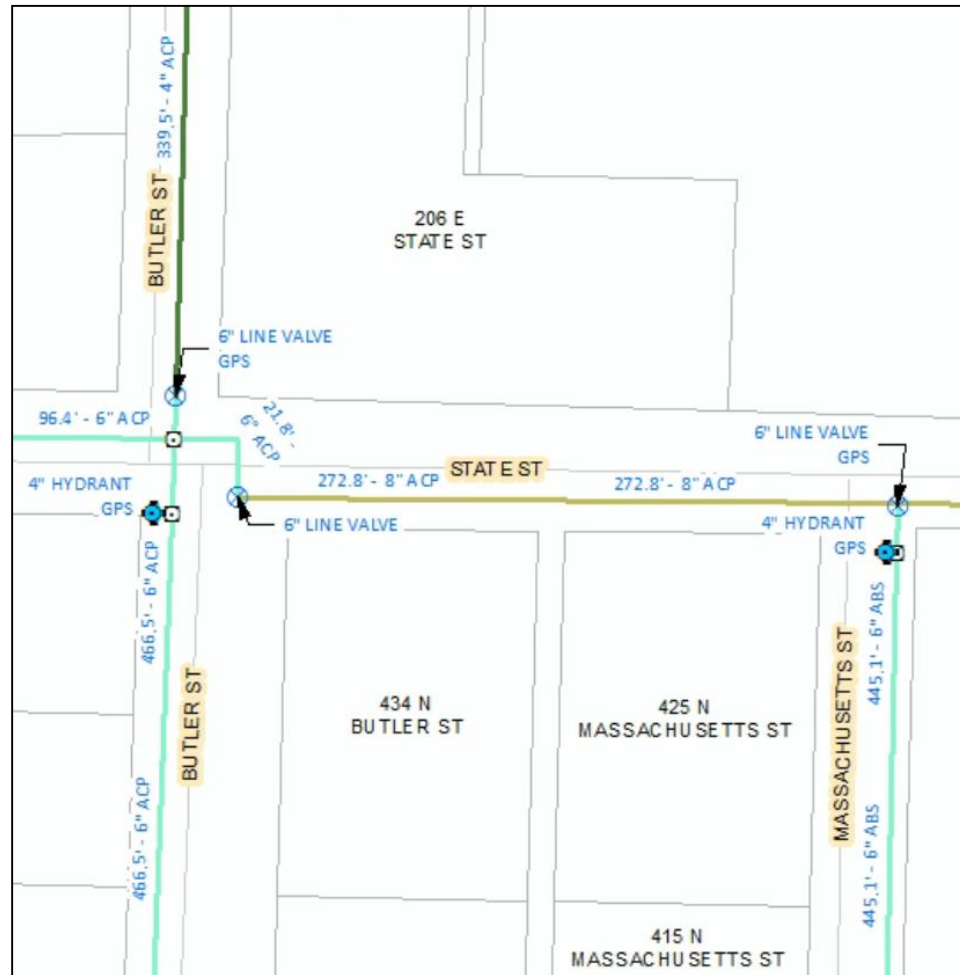 339.5' - 4" ACP
BUTLER ST
206 E
STATE ST
6" LINE VALVE
GPS
96.4' - 6" ACP
21.8' -
6" ACP
6" LINE VALVE
GPS
STATE ST
272.8' - 8" ACP
272.8' - 8" ACP
4" HYDRANT
GPS
6" LINE VALVE
4" HYDRANT
GPS
466.5' - 6" ACP
445.1' - 6" ABS
BUTLER ST
434 N
BUTLER ST
425 N
MASSACHUSETTS ST
MASSACHUSETTS ST
466.5' - 6" ACP
445.1' - 6" ABS
415 N
MASSACHUSETTS ST